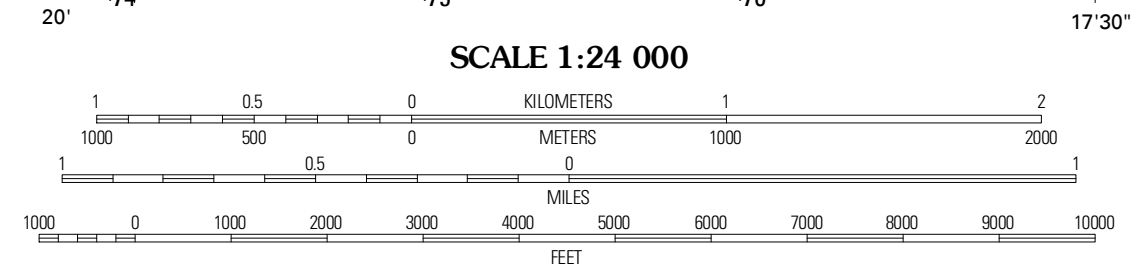 20'
17'30"
SCALE 1:24 000
1 0.5 0 KILOMETERS 1 2
1000 500 0 METERS 1000 2000
1 0.5 0 1
MILES
1000 0 1000 2000 3000 4000 5000 6000 7000 8000 9000 10000
FEET